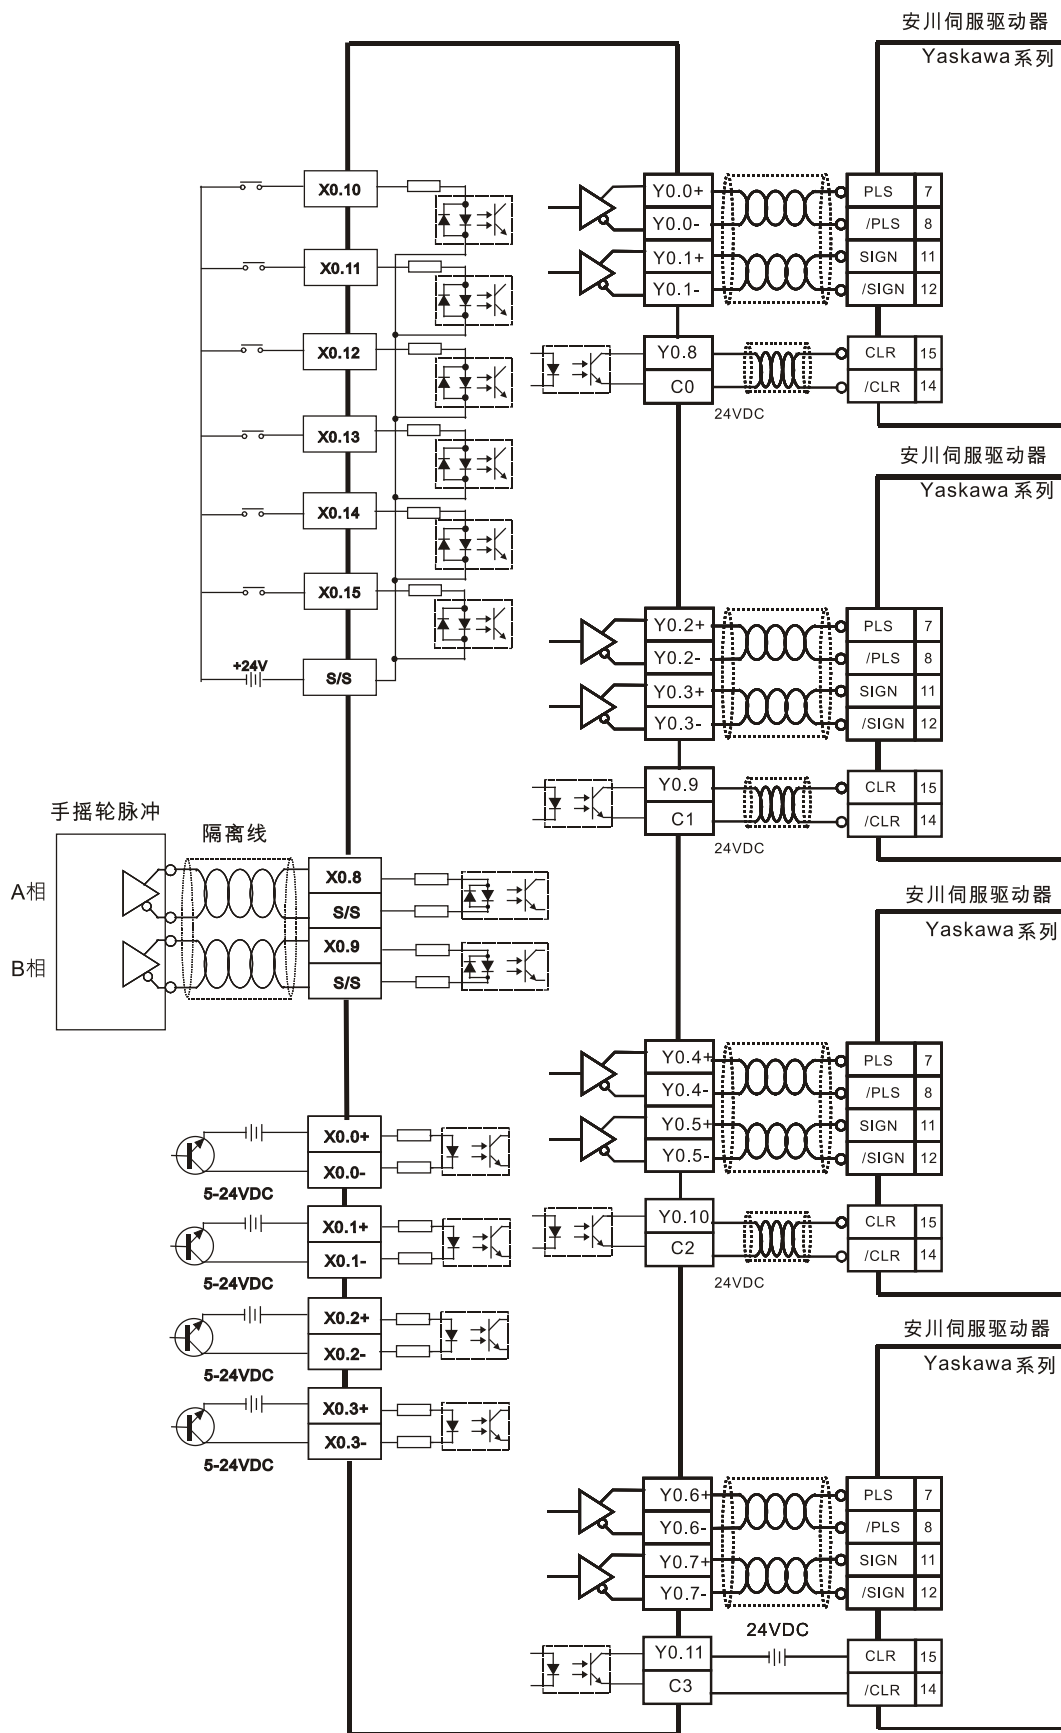 X0.10
X0.11
X0.12
X0.13
X0.14
X0.15
+24V
S/S
手摇轮脉冲
隔离线
A相
B相
X0.8
S/S
X0.9
S/S
X0.0+
X0.0-
5-24VDC
X0.1+
X0.1-
5-24VDC
X0.2+
X0.2-
5-24VDC
X0.3+
X0.3-
5-24VDC
安川伺服驱动器
Yaskawa系列
Y0.0+ PLS 7
Y0.0- /PLS 8
Y0.1+ SIGN 11
Y0.1- /SIGN 12
Y0.8 CLR 15
C0 /CLR 14
24VDC
安川伺服驱动器
Yaskawa系列
Y0.2+ PLS 7
Y0.2- /PLS 8
Y0.3+ SIGN 11
Y0.3- /SIGN 12
Y0.9 CLR 15
C1 /CLR 14
24VDC
安川伺服驱动器
Yaskawa系列
Y0.4+ PLS 7
Y0.4- /PLS 8
Y0.5+ SIGN 11
Y0.5- /SIGN 12
Y0.10 CLR 15
C2 /CLR 14
24VDC
安川伺服驱动器
Yaskawa系列
Y0.6+ PLS 7
Y0.6- /PLS 8
Y0.7+ SIGN 11
Y0.7- /SIGN 12
24VDC
Y0.11 CLR 15
C3 /CLR 14